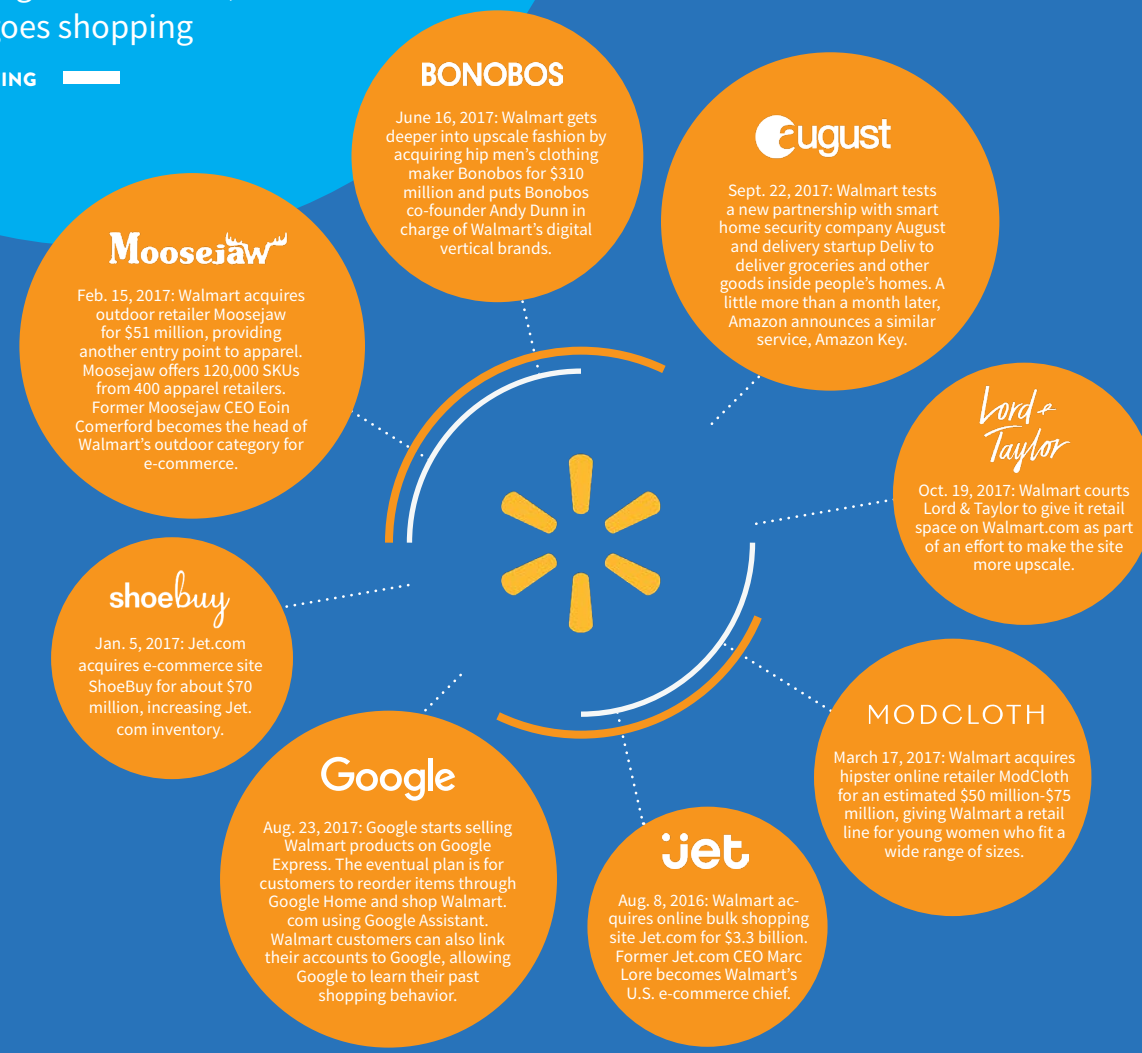 goes shopping
ING
BONOBOS
June 16, 2017: Walmart gets
deeper into upscale fashion by
acquiring hip men's clothing
maker Bonobos for $310
million and puts Bonobos
co-founder Andy Dunn in
charge of Walmart's digital
vertical brands.
august
Sept. 22, 2017: Walmart tests
a new partnership with smart
home security company August
and delivery startup Deliv to
deliver groceries and other
goods inside people's homes. A
little more than a month later,
Amazon announces a similar
service, Amazon Key.
Moosejaw
Feb. 15, 2017: Walmart acquires
outdoor retailer Moosejaw
for $51 million, providing
another entry point to apparel.
Moosejaw offers 120,000 SKUs
from 400 apparel retailers.
Former Moosejaw CEO Eoin
Comerford becomes the head of
Walmart's outdoor category for
e-commerce.
Lord &
Taylor
Oct. 19, 2017: Walmart courts
Lord & Taylor to give it retail
space on Walmart.com as part
of an effort to make the site
more upscale.
shoebuy
Jan. 5, 2017: Jet.com
acquires e-commerce site
ShoeBuy for about $70
million, increasing Jet.
com inventory.
MODCLOTH
March 17, 2017: Walmart acquires
hipster online retailer ModCloth
for an estimated $50 million-$75
million, giving Walmart a retail
line for young women who fit a
wide range of sizes.
Google
Aug. 23, 2017: Google starts selling
Walmart products on Google
Express. The eventual plan is for
customers to reorder items through
Google Home and shop Walmart.
com using Google Assistant.
Walmart customers can also link
their accounts to Google, allowing
Google to learn their past
shopping behavior.
jet
Aug. 8, 2016: Walmart ac-
quires online bulk shopping
site Jet.com for $3.3 billion.
Former Jet.com CEO Marc
Lore becomes Walmart's
U.S. e-commerce chief.